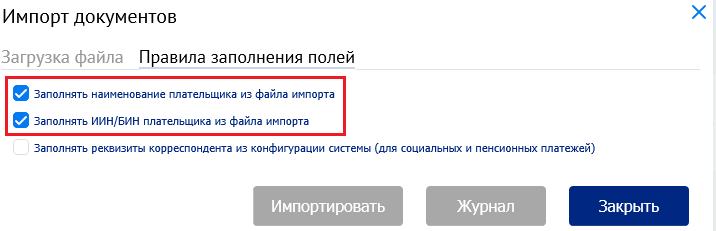 Импорт документов
Загрузка файла Правила заполнения полей
Заполнять наименование плательщика из файла импорта
Заполнять ИИН/БИН плательщика из файла импорта
Заполнять реквизиты корреспондента из конфигурации системы (для социальных и пенсионных платежей)
Импортировать Журнал Закрыть